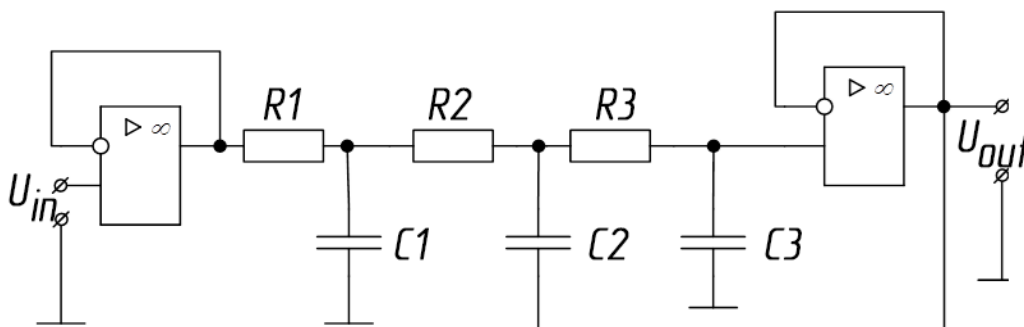 R1
R2
R3
▷ ∞
▷ ∞
U_in
U_out
C1
C2
C3